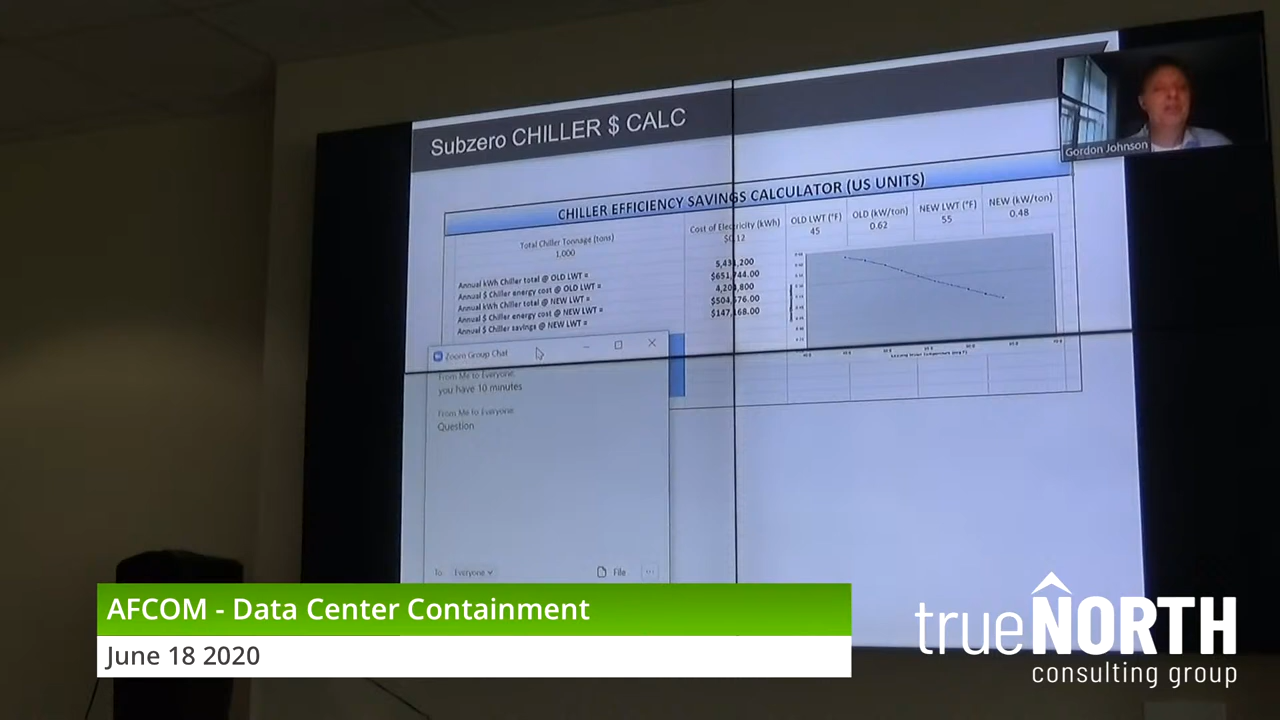 Subzero CHILLER $ CALC
Gordon Johnson
CHILLER EFFICIENCY SAVINGS CALCULATOR (US UNITS)
Total Chiller Tonnage (tons)
1,000
Cost of Electricity (kWh)
$0.12
OLD LWT (°F)
45
OLD (kW/ton)
0.62
NEW LWT (°F)
55
NEW (kW/ton)
0.48
Annual kWh Chiller total @ OLD LWT = 5,431,200
Annual $ Chiller energy cost @ OLD LWT = $651,744.00
Annual kWh Chiller total @ NEW LWT = 4,204,800
Annual $ Chiller energy cost @ NEW LWT = $504,576.00
Annual $ Chiller savings @ NEW LWT = $147,168.00
Zoom Group Chat
From Me to Everyone:
you have 10 minutes
From Me to Everyone:
Question
To: Everyone
File
AFCOM - Data Center Containment
June 18 2020
trueNORTH
consulting group